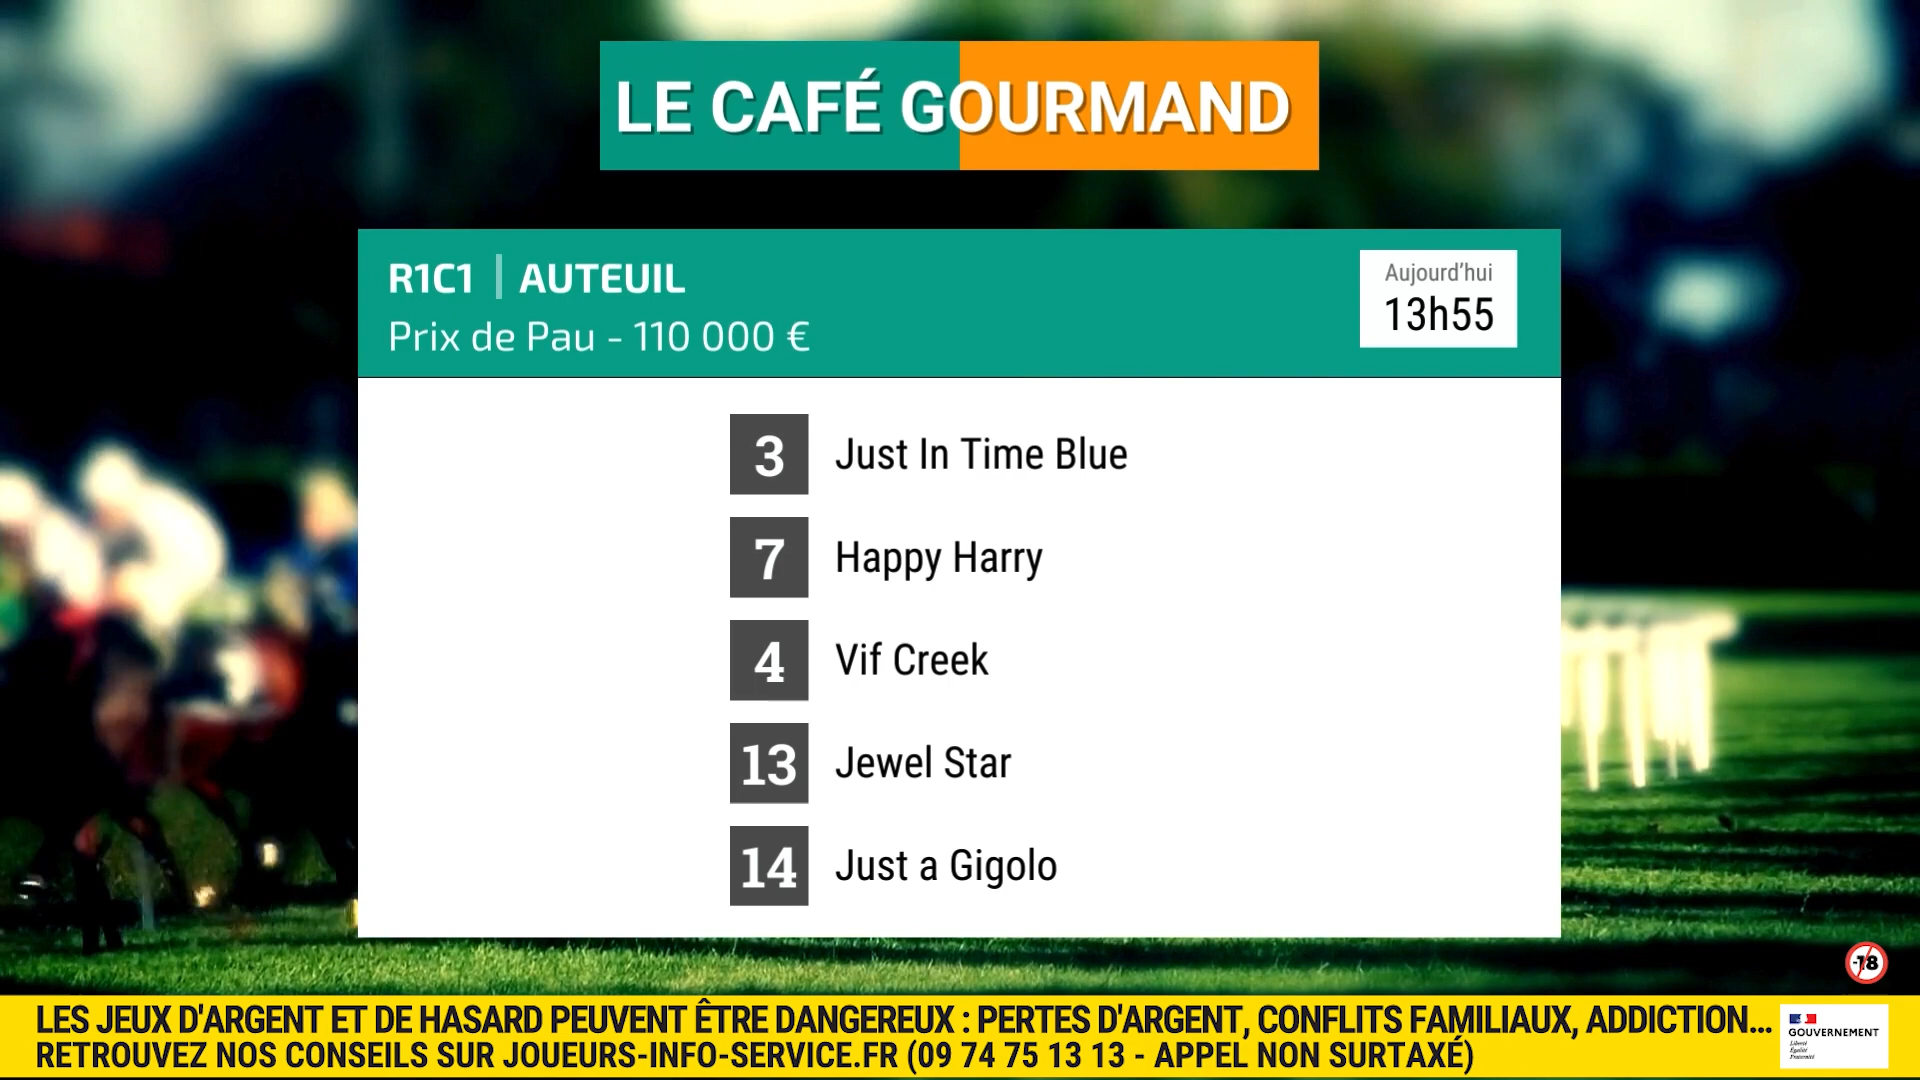 LE CAFÉ GOURMAND
R1C1 | AUTEUIL
Prix de Pau - 110 000 €
Aujourd'hui
13h55
3 Just In Time Blue
7 Happy Harry
4 Vif Creek
13 Jewel Star
14 Just a Gigolo
-18
LES JEUX D'ARGENT ET DE HASARD PEUVENT ÊTRE DANGEREUX : PERTES D'ARGENT, CONFLITS FAMILIAUX, ADDICTION...
RETROUVEZ NOS CONSEILS SUR JOUEURS-INFO-SERVICE.FR (09 74 75 13 13 - APPEL NON SURTAXÉ)
GOUVERNEMENT
Liberté
Égalité
Fraternité